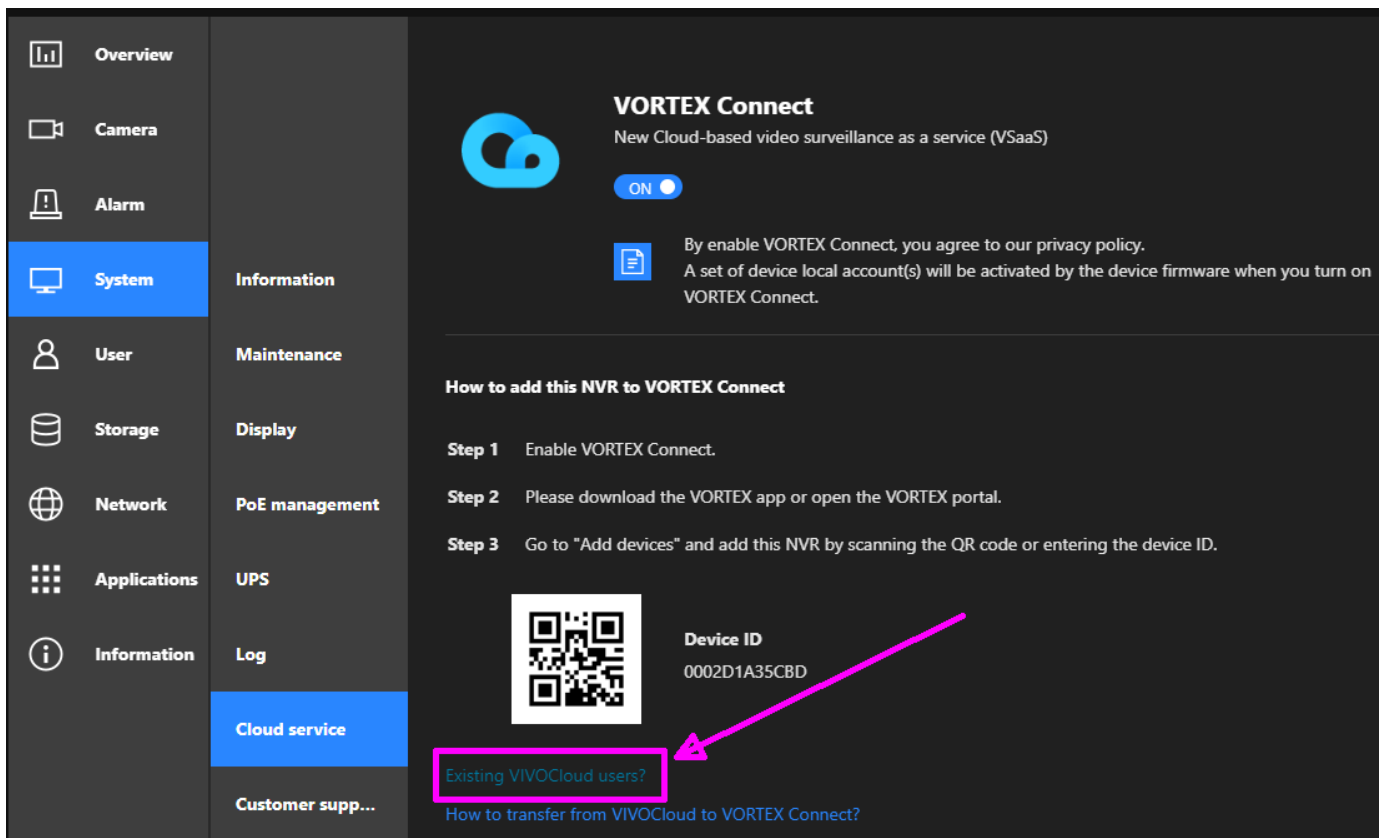 Overview
Camera
Alarm
System
User
Storage
Network
Applications
Information
Information
Maintenance
Display
PoE management
UPS
Log
Cloud service
Customer supp...
VORTEX Connect
New Cloud-based video surveillance as a service (VSaaS)
ON
By enable VORTEX Connect, you agree to our privacy policy.
A set of device local account(s) will be activated by the device firmware when you turn on
VORTEX Connect.
How to add this NVR to VORTEX Connect
Step 1 Enable VORTEX Connect.
Step 2 Please download the VORTEX app or open the VORTEX portal.
Step 3 Go to "Add devices" and add this NVR by scanning the QR code or entering the device ID.
Device ID
0002D1A35CBD
Existing VIVOCloud users?
How to transfer from VIVOCloud to VORTEX Connect?